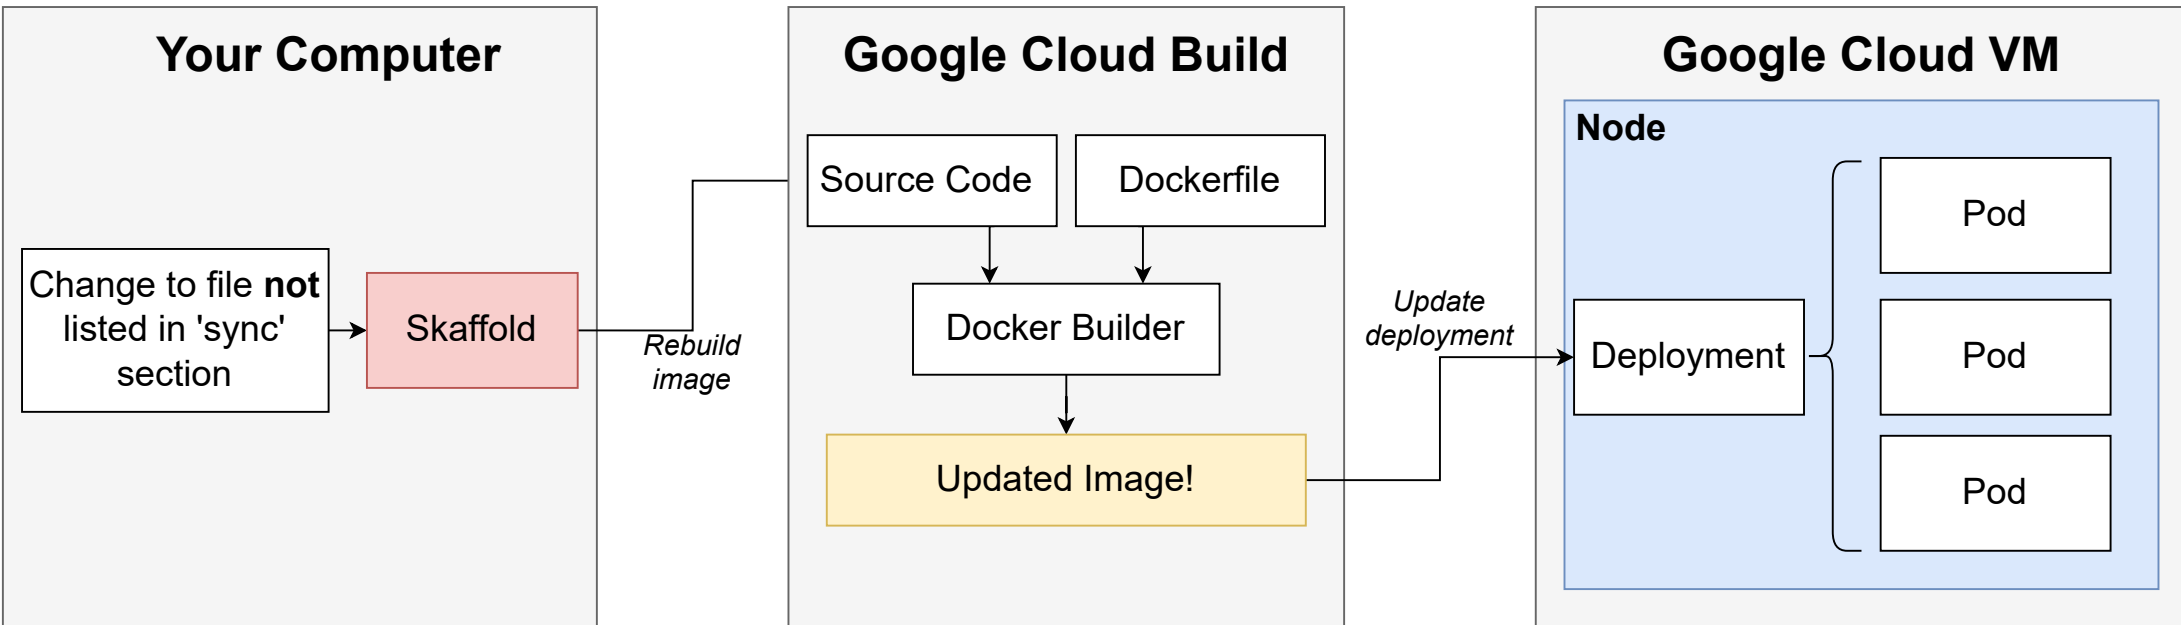 Your Computer
Change to file not
listed in 'sync'
section
Skaffold
Rebuild
image
Google Cloud Build
Source Code
Dockerfile
Docker Builder
Updated Image!
Update
deployment
Google Cloud VM
Node
Deployment
Pod
Pod
Pod